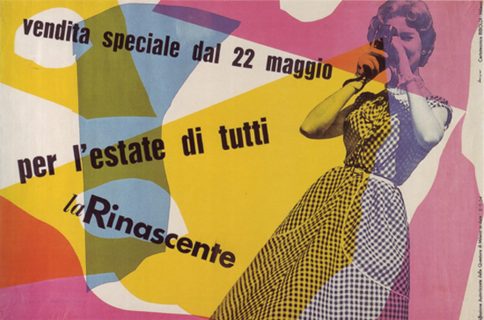 vendita speciale dal 22 maggio
per l'estate di tutti
la Rinascente